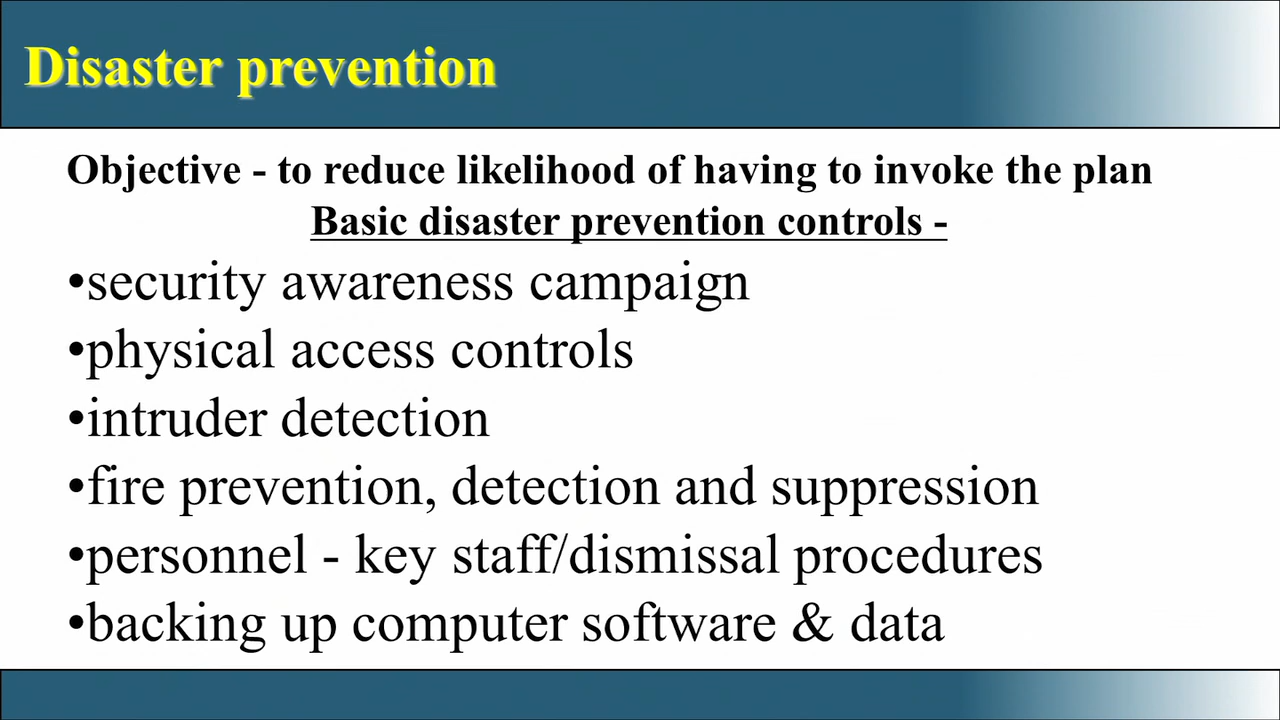 Disaster prevention
Objective - to reduce likelihood of having to invoke the plan
Basic disaster prevention controls -
•security awareness campaign
•physical access controls
•intruder detection
•fire prevention, detection and suppression
•personnel - key staff/dismissal procedures
•backing up computer software & data